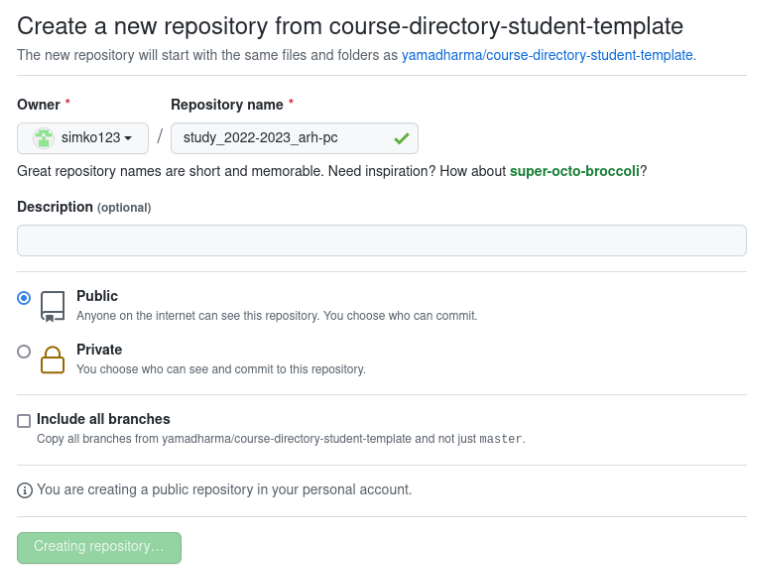 Create a new repository from course-directory-student-template
The new repository will start with the same files and folders as yamadharma/course-directory-student-template.
Owner * Repository name *
simko123 / study_2022-2023_arh-pc
Great repository names are short and memorable. Need inspiration? How about super-octo-broccoli?
Description (optional)
Public
Anyone on the internet can see this repository. You choose who can commit.
Private
You choose who can see and commit to this repository.
Include all branches
Copy all branches from yamadharma/course-directory-student-template and not just master.
You are creating a public repository in your personal account.
Creating repository…